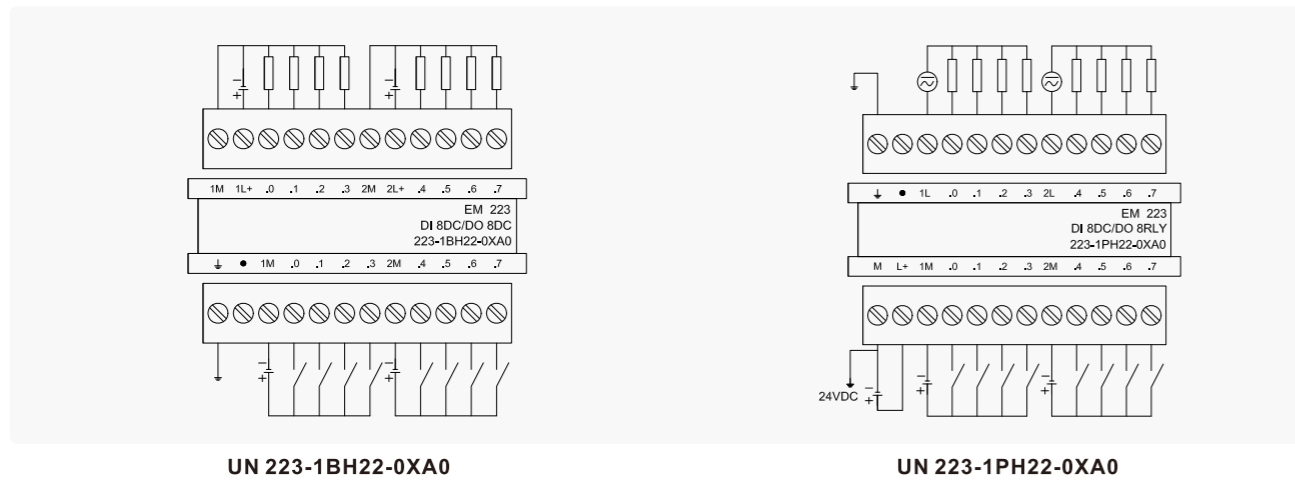 1M 1L+ .0 .1 .2 .3 2M 2L+ .4 .5 .6 .7
EM 223
DI 8DC/DO 8DC
223-1BH22-0XA0
1M .0 .1 .2 .3 2M .4 .5 .6 .7
UN 223-1BH22-0XA0
1L .0 .1 .2 .3 2L .4 .5 .6 .7
EM 223
DI 8DC/DO 8RLY
223-1PH22-0XA0
M L+ 1M .0 .1 .2 .3 2M .4 .5 .6 .7
24VDC
UN 223-1PH22-0XA0